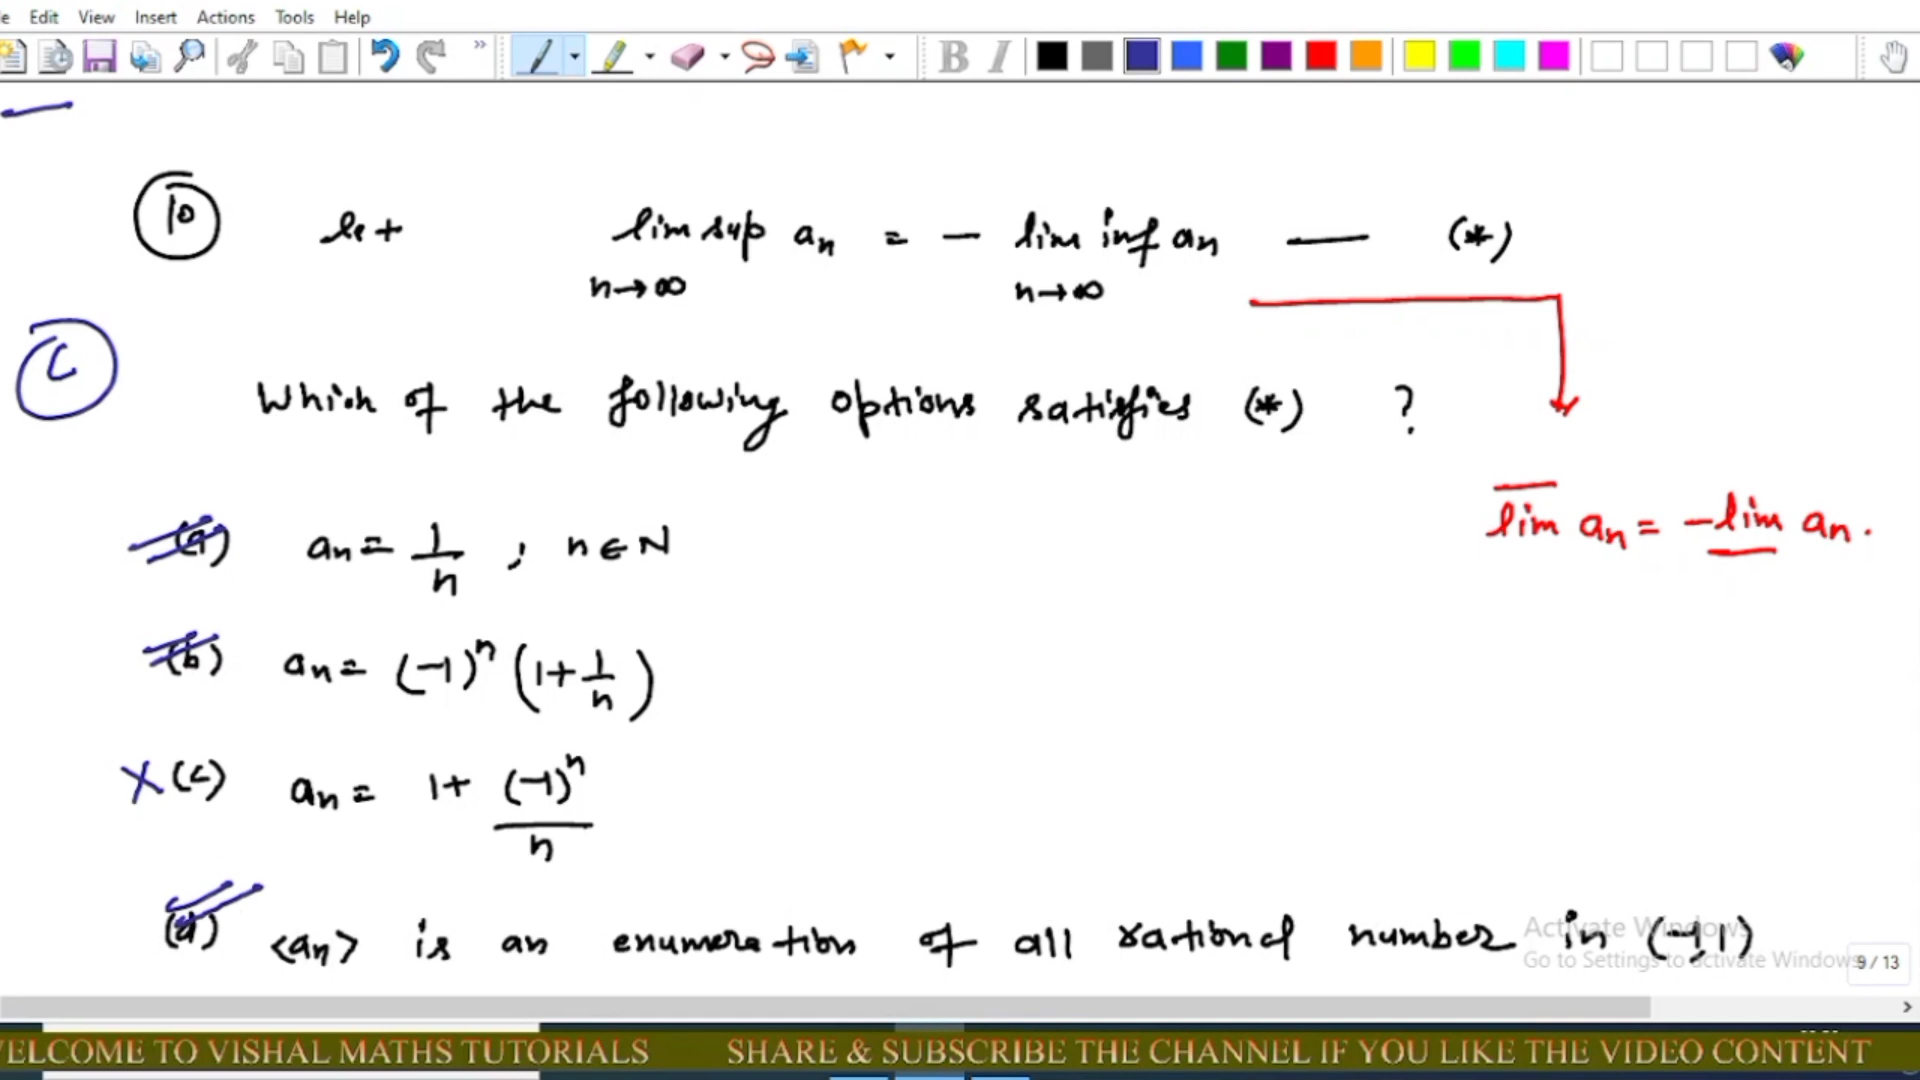 Edit View Insert Actions Tools Help
B I
10 let lim sup an = - lim inf an — (*)
n→∞ n→∞
C
Which of the following options satisfies (*) ?
(a) an = 1/n ; n ∈ N
lim an = -lim an.
(b) an = (-1)^n (1+1/n)
X (c) an = 1+ (-1)^n/n
(d) <an> is an enumeration of all rational number in (-1,1)
Activate Windows
Go to Settings to activate Windows
9 / 13
ELCOME TO VISHAL MATHS TUTORIALS SHARE & SUBSCRIBE THE CHANNEL IF YOU LIKE THE VIDEO CONTENT